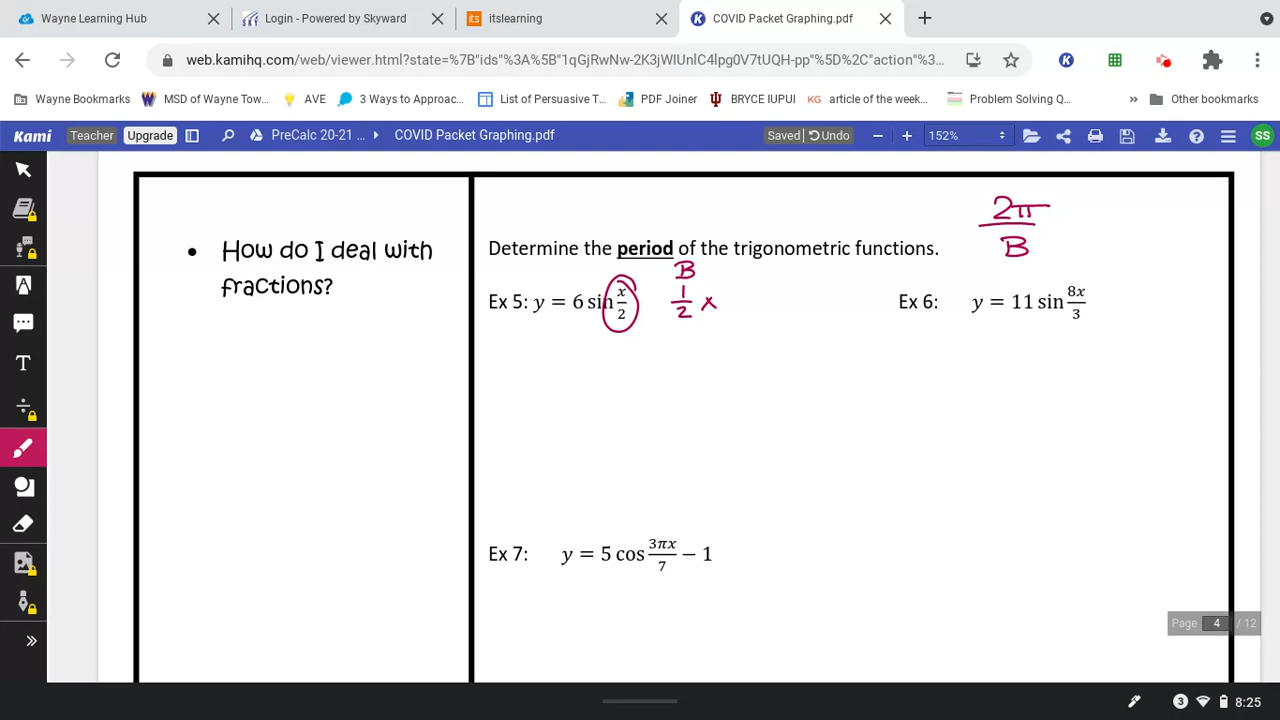 Wayne Learning Hub
Login - Powered by Skyward
its itslearning
K COVID Packet Graphing.pdf
web.kamihq.com/web/viewer.html?state=%7B"ids"%3A%5B"1qGjRwNw-2K3jWIUnlC4lpg0V7tUQH-pp"%5D%2C"action"%3...
Wayne Bookmarks MSD of Wayne Tow... AVE 3 Ways to Approac... List of Persuasive T... PDF Joiner BRYCE IUPUI KG article of the week... Problem Solving Q... » Other bookmarks
Kami Teacher Upgrade PreCalc 20-21 ... COVID Packet Graphing.pdf Saved Undo 152% SS
2π
B
• How do I deal with
fractions?
Determine the period of the trigonometric functions.
B
Ex 5: y = 6 sin x/2 1/2 x
Ex 6: y = 11 sin 8x/3
Ex 7: y = 5 cos 3πx/7 − 1
Page 4 / 12
3 8:25